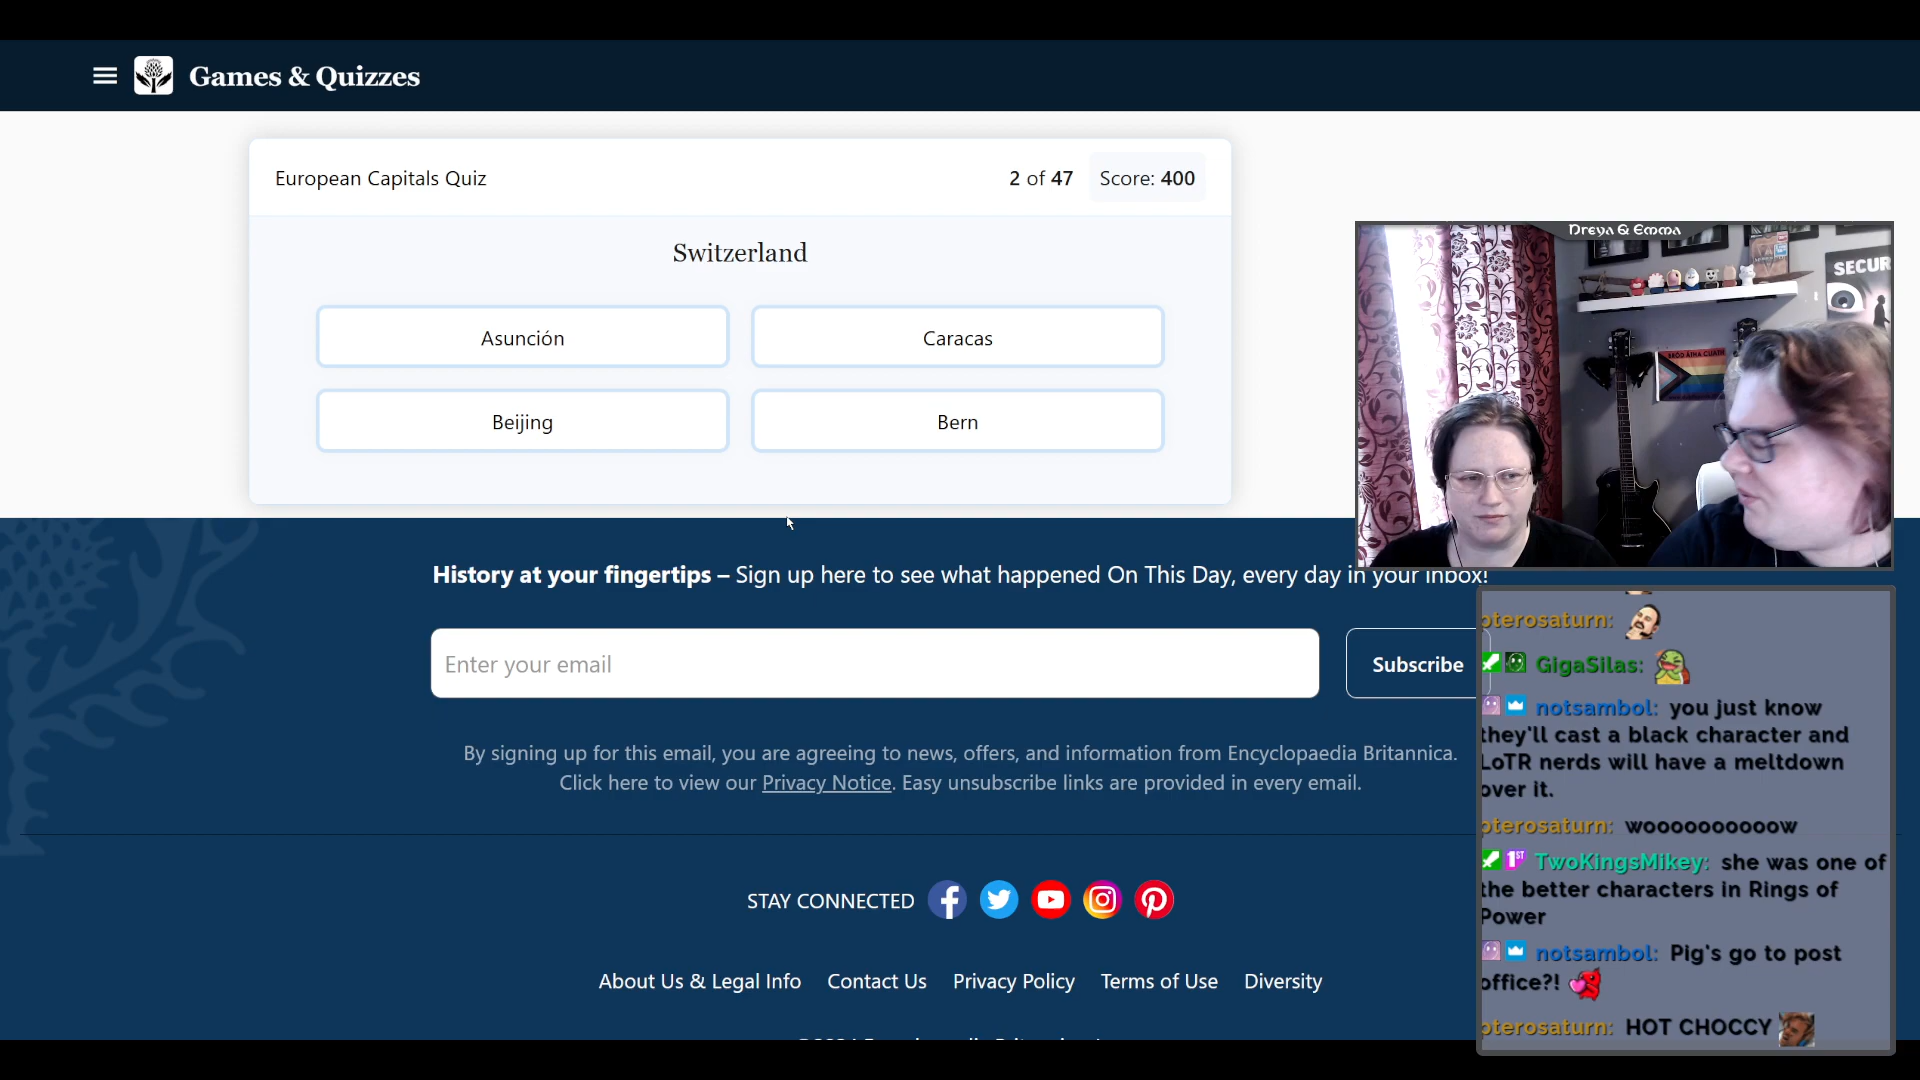 Games & Quizzes
European Capitals Quiz
2 of 47
Score: 400
Switzerland
Asunción
Caracas
Beijing
Bern
Dreya & Emma
SECUR
BRÓD ÁTHA CLIATH
History at your fingertips – Sign up here to see what happened On This Day, every day in your inbox!
Enter your email
Subscribe
By signing up for this email, you are agreeing to news, offers, and information from Encyclopaedia Britannica.
Click here to view our Privacy Notice. Easy unsubscribe links are provided in every email.
STAY CONNECTED
About Us & Legal Info
Contact Us
Privacy Policy
Terms of Use
Diversity
pterosaturn:
GigaSilas:
notsambol: you just know
they'll cast a black character and
LoTR nerds will have a meltdown
over it.
pterosaturn: woooooooooow
1ST TwoKingsMikey: she was one of
the better characters in Rings of
Power
notsambol: Pig's go to post
office?!
pterosaturn: HOT CHOCCY